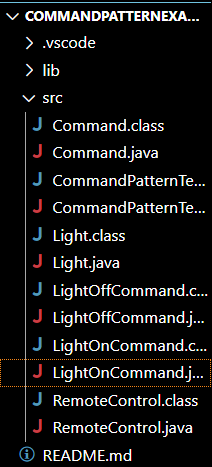 COMMANDPATTERNEXA...
.vscode
lib
src
Command.class
Command.java
CommandPatternTe...
CommandPatternTe...
Light.class
Light.java
LightOffCommand.c...
LightOffCommand.j...
LightOnCommand.c...
LightOnCommand.j...
RemoteControl.class
RemoteControl.java
README.md